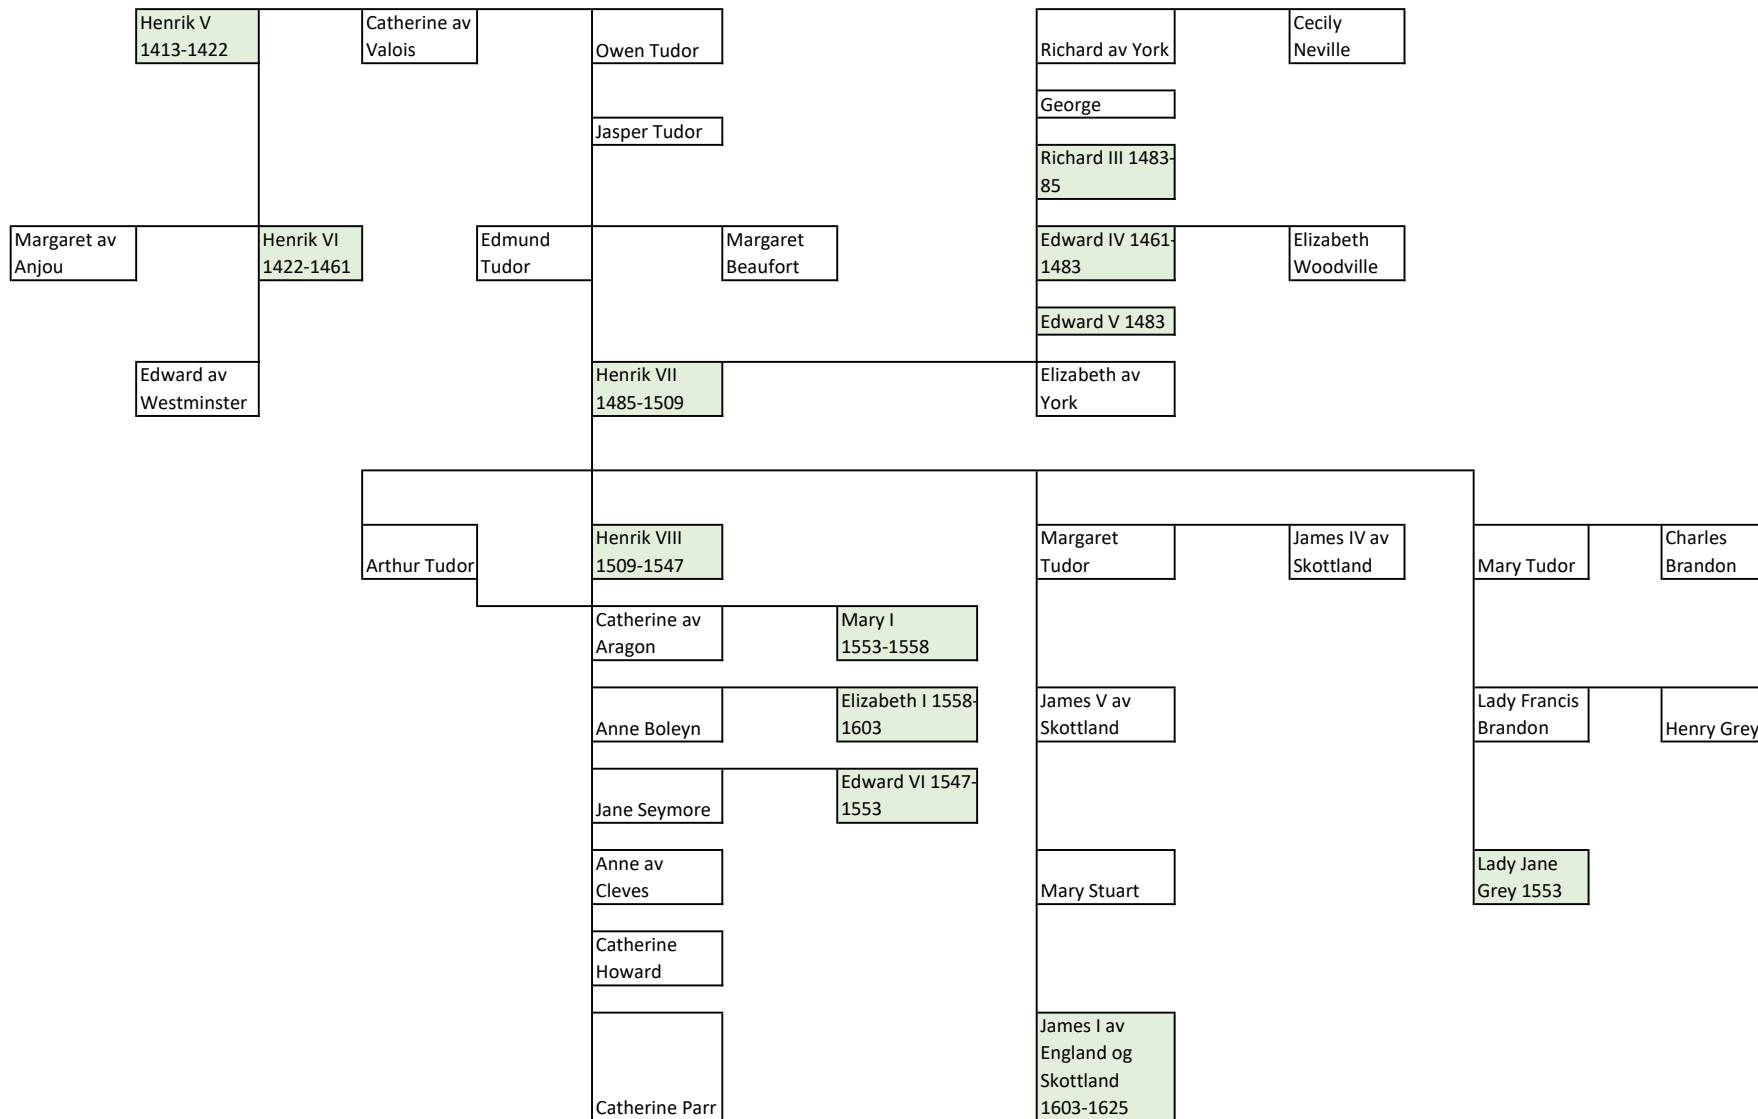 Henrik V
1413-1422
Catherine av
Valois
Owen Tudor
Richard av York
Cecily
Neville
George
Jasper Tudor
Richard III 1483-
85
Margaret av
Anjou
Henrik VI
1422-1461
Edmund
Tudor
Margaret
Beaufort
Edward IV 1461-
1483
Elizabeth
Woodville
Edward V 1483
Edward av
Westminster
Henrik VII
1485-1509
Elizabeth av
York
Arthur Tudor
Henrik VIII
1509-1547
Margaret
Tudor
James IV av
Skottland
Mary Tudor
Charles
Brandon
Catherine av
Aragon
Mary I
1553-1558
Anne Boleyn
Elizabeth I 1558-
1603
James V av
Skottland
Lady Francis
Brandon
Henry Grey
Jane Seymore
Edward VI 1547-
1553
Anne av
Cleves
Mary Stuart
Lady Jane
Grey 1553
Catherine
Howard
Catherine Parr
James I av
England og
Skottland
1603-1625